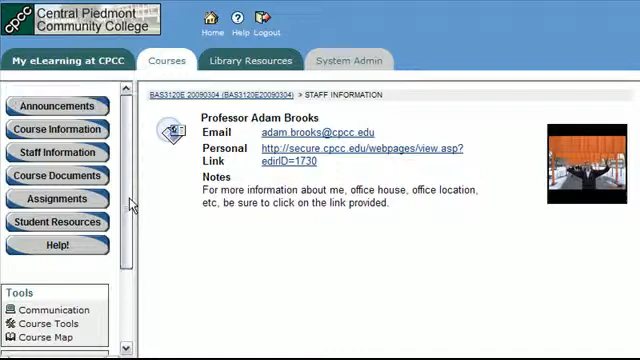 cpcc
Central Piedmont
Community College
Home Help Logout
My eLearning at CPCC Courses Library Resources System Admin
Announcements
Course Information
Staff Information
Course Documents
Assignments
Student Resources
Help!
Tools
Communication
Course Tools
Course Map
BAS3120E 20090304 (BAS3120E20090304) > STAFF INFORMATION
Professor Adam Brooks
Email adam.brooks@cpcc.edu
Personal http://secure.cpcc.edu/webpages/view.asp?
Link edirID=1730
Notes
For more information about me, office house, office location,
etc, be sure to click on the link provided.